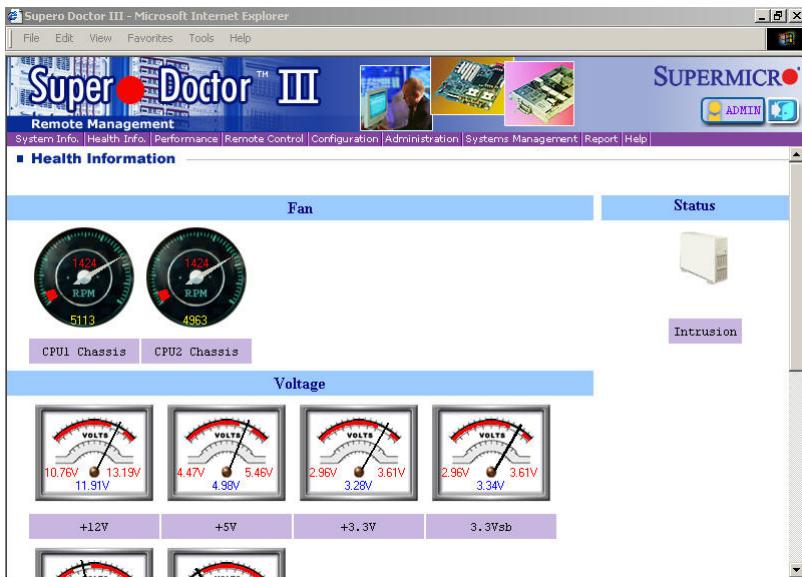 Supero Doctor III - Microsoft Internet Explorer
File Edit View Favorites Tools Help
Super Doctor™ III
SUPERMICR
Remote Management
ADMIN
System Info. Health Info. Performance Remote Control Configuration Administration Systems Management Report Help
Health Information
Fan
Status
1424
RPM
5113
1424
RPM
4963
CPU1 Chassis
CPU2 Chassis
Intrusion
Voltage
VOLTS
10.76V 13.19V
11.91V
VOLTS
4.47V 5.46V
4.98V
VOLTS
2.96V 3.61V
3.28V
VOLTS
2.96V 3.61V
3.34V
+12V
+5V
+3.3V
3.3Vsb